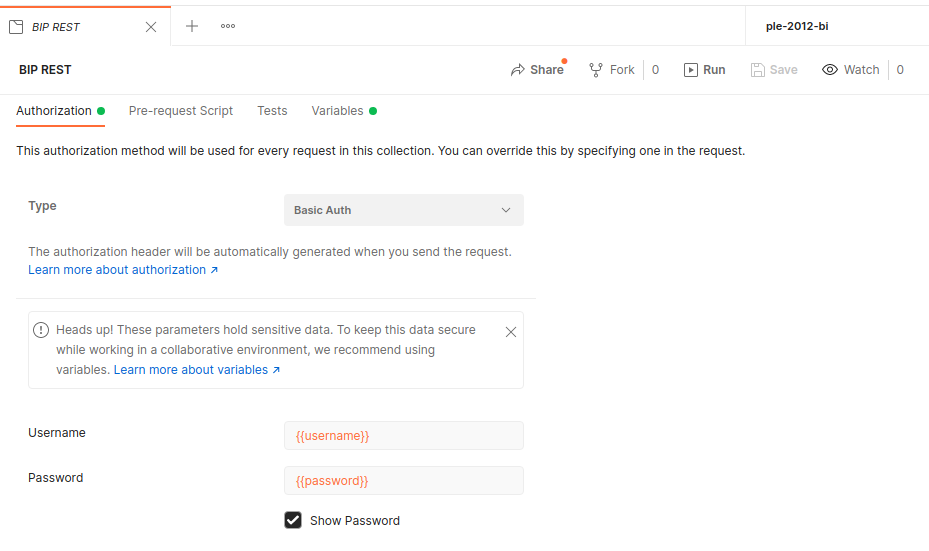 BIP REST
ple-2012-bi
BIP REST
Share
Fork
0
Run
Save
Watch
0
Authorization
Pre-request Script
Tests
Variables
This authorization method will be used for every request in this collection. You can override this by specifying one in the request.
Type
Basic Auth
The authorization header will be automatically generated when you send the request.
Learn more about authorization ↗
Heads up! These parameters hold sensitive data. To keep this data secure
while working in a collaborative environment, we recommend using
variables. Learn more about variables ↗
Username
{{username}}
Password
{{password}}
Show Password